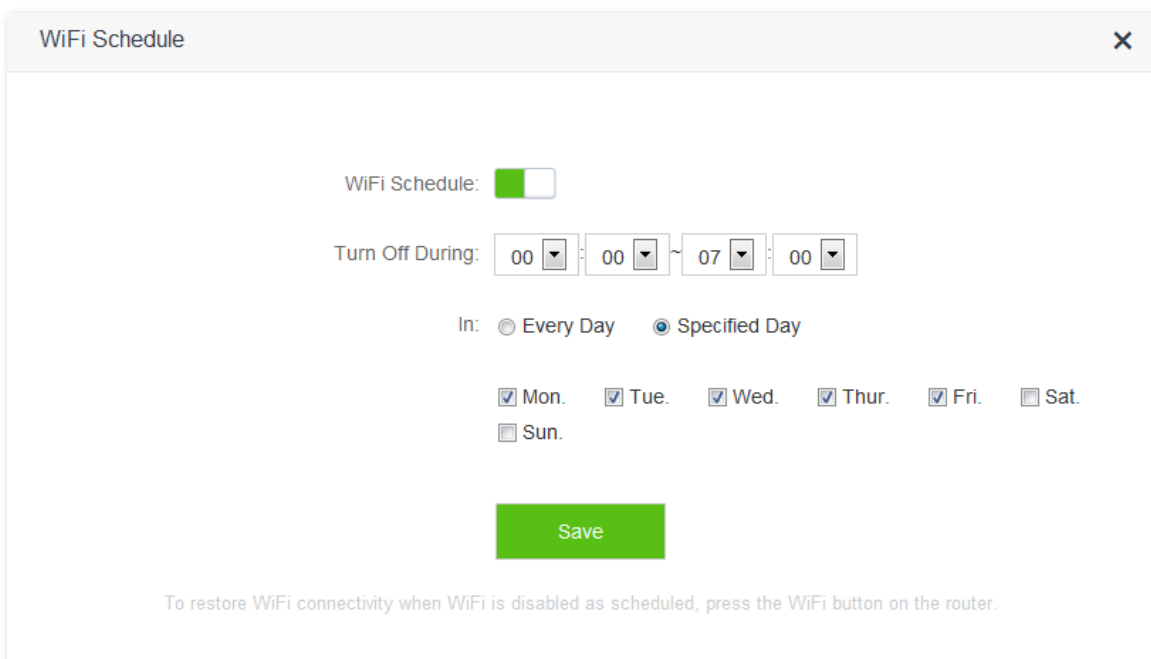 WiFi Schedule
WiFi Schedule:
Turn Off During: 00 : 00 ~ 07 : 00
In: Every Day Specified Day
Mon. Tue. Wed. Thur. Fri. Sat.
Sun.
Save
To restore WiFi connectivity when WiFi is disabled as scheduled, press the WiFi button on the router.